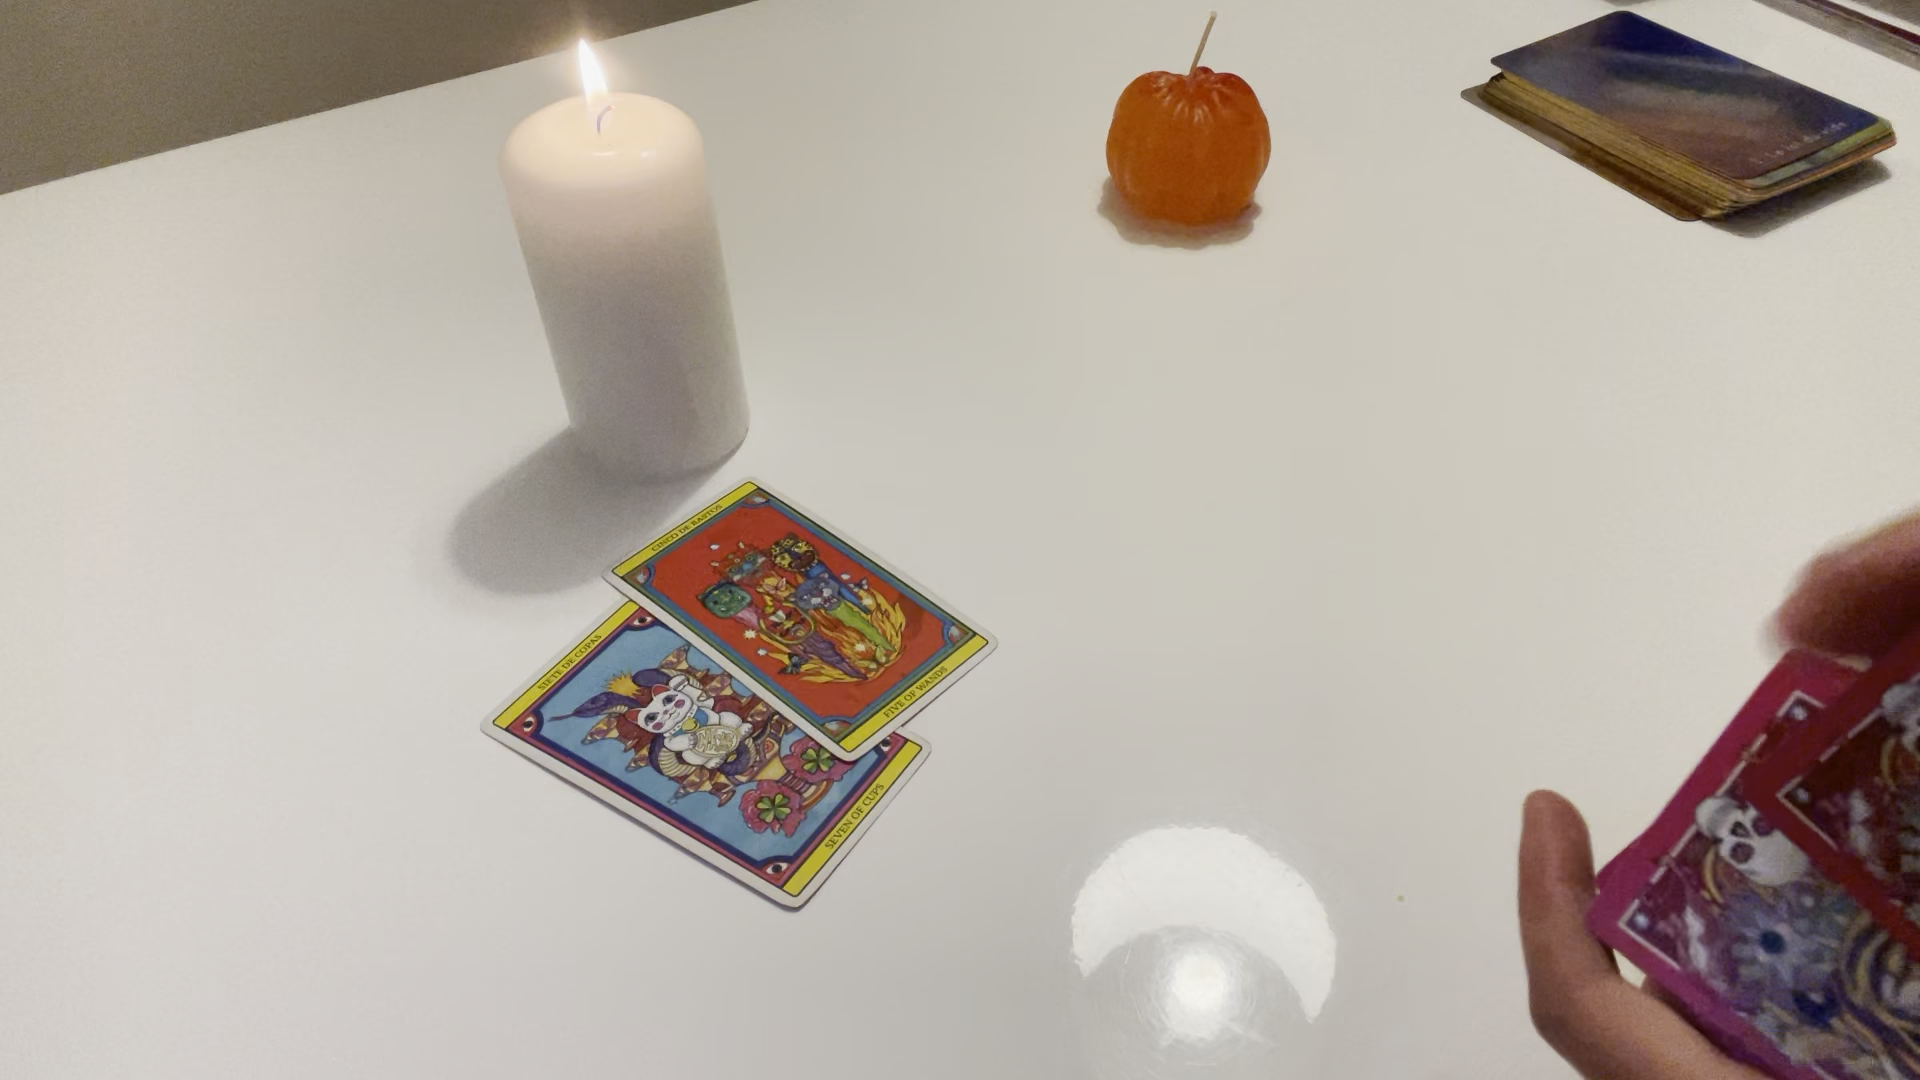 CINCO DE BASTOS
FIVE OF WANDS
SIETE DE COPAS
SEVEN OF CUPS